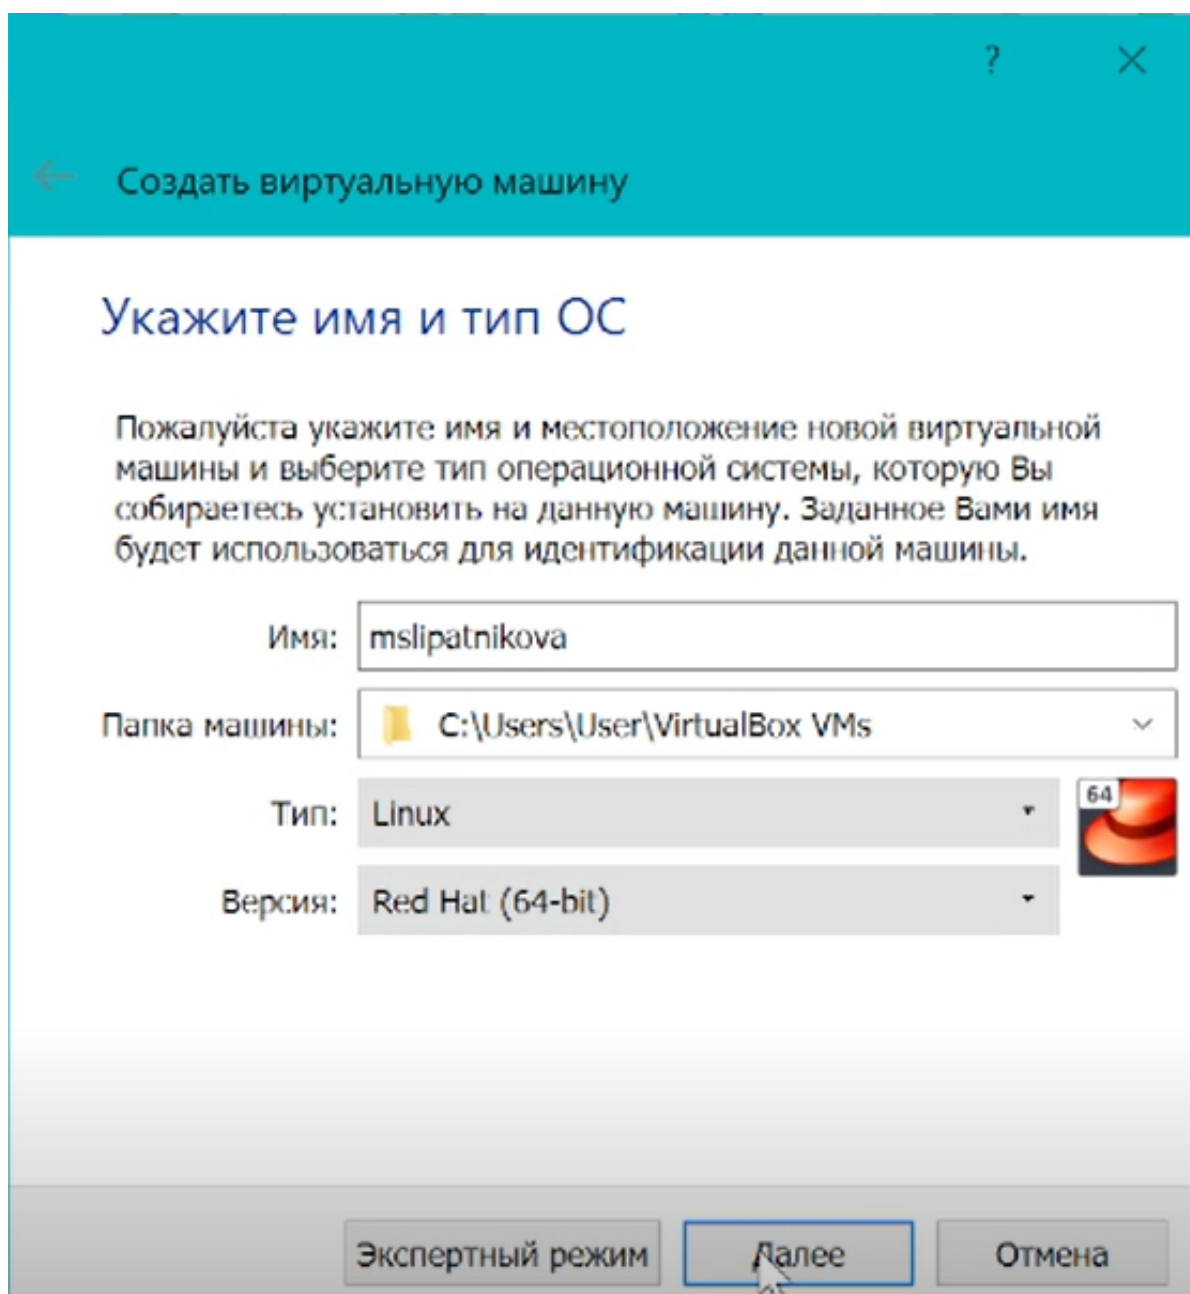 ?
Создать виртуальную машину
Укажите имя и тип ОС
Пожалуйста укажите имя и местоположение новой виртуальной
машины и выберите тип операционной системы, которую Вы
собираетесь установить на данную машину. Заданное Вами имя
будет использоваться для идентификации данной машины.
Имя: mslipatnikova
Папка машины: C:\Users\User\VirtualBox VMs
Тип: Linux
64
Версия: Red Hat (64-bit)
Экспертный режим Далее Отмена